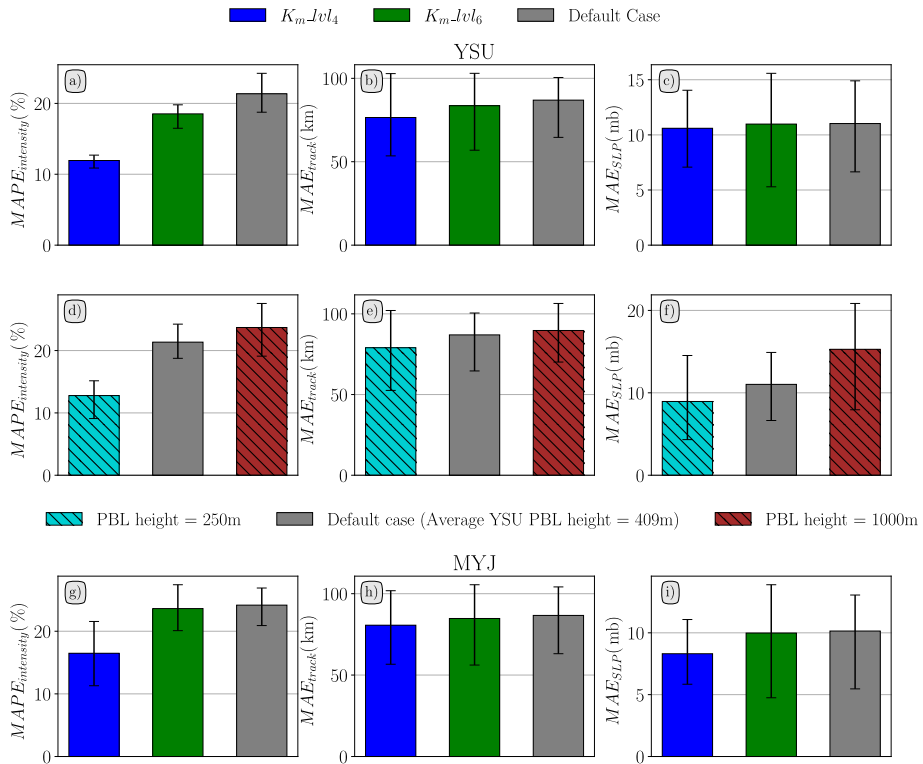 K_m_lvl_4 K_m_lvl_6 Default Case
YSU
a) b) c)
MAPE_intensity(%)
0 10 20
MAE_track(km)
0 50 100
MAE_SLP(mb)
0 5 10 15
d) e) f)
MAPE_intensity(%)
0 10 20
MAE_track(km)
0 50 100
MAE_SLP(mb)
0 10 20
PBL height = 250m Default case (Average YSU PBL height = 409m) PBL height = 1000m
MYJ
g) h) i)
MAPE_intensity(%)
0 10 20
MAE_track(km)
0 50 100
MAE_SLP(mb)
0 5 10